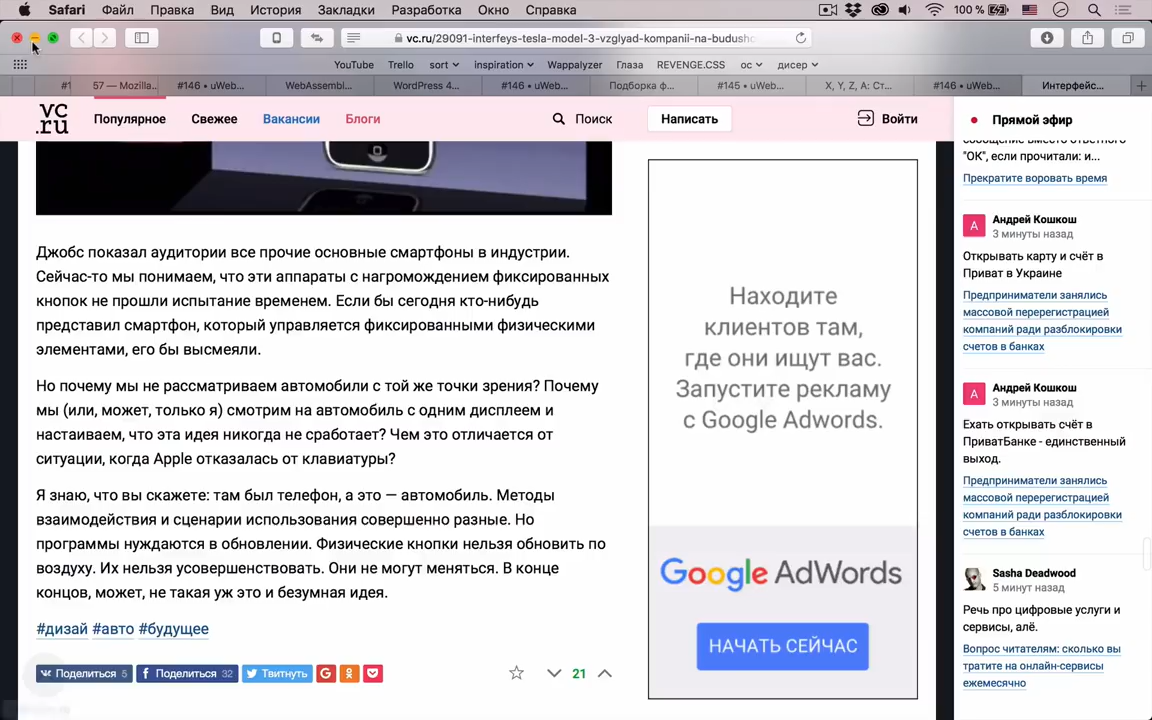 Safari Файл Правка Вид История Закладки Разработка Окно Справка 100 %
vc.ru/29091-interfeys-tesla-model-3-vzglyad-kompanii-na-budushc
YouTube Trello sort inspiration Wappalyzer Глаза REVENGE.CSS ос дисер
#1 57 — Mozilla... #146 • uWeb... WebAssembl... WordPress 4... #146 • uWeb... Подборка ф... #145 • uWeb... X, Y, Z, A: Ст... #146 • uWeb... Интерфейс...
vc
.ru
Популярное Свежее Вакансии Блоги Поиск Написать Войти
Джобс показал аудитории все прочие основные смартфоны в индустрии.
Сейчас-то мы понимаем, что эти аппараты с нагромождением фиксированных
кнопок не прошли испытание временем. Если бы сегодня кто-нибудь
представил смартфон, который управляется фиксированными физическими
элементами, его бы высмеяли.
Но почему мы не рассматриваем автомобили с той же точки зрения? Почему
мы (или, может, только я) смотрим на автомобиль с одним дисплеем и
настаиваем, что эта идея никогда не сработает? Чем это отличается от
ситуации, когда Apple отказалась от клавиатуры?
Я знаю, что вы скажете: там был телефон, а это — автомобиль. Методы
взаимодействия и сценарии использования совершенно разные. Но
программы нуждаются в обновлении. Физические кнопки нельзя обновить по
воздуху. Их нельзя усовершенствовать. Они не могут меняться. В конце
концов, может, не такая уж это и безумная идея.
#дизай #авто #будущее
Поделиться 5 Поделиться 32 Твитнуть G 21
Находите
клиентов там,
где они ищут вас.
Запустите рекламу
с Google Adwords.
Google AdWords
НАЧАТЬ СЕЙЧАС
Прямой эфир
сообщение вместо ответного
"ОК", если прочитали: и...
Прекратите воровать время
А
Андрей Кошкош
3 минуты назад
Открывать карту и счёт в
Приват в Украине
Предприниматели занялись
массовой перерегистрацией
компаний ради разблокировки
счетов в банках
А
Андрей Кошкош
3 минуты назад
Ехать открывать счёт в
ПриватБанке - единственный
выход.
Предприниматели занялись
массовой перерегистрацией
компаний ради разблокировки
счетов в банках
Sasha Deadwood
5 минут назад
Речь про цифровые услуги и
сервисы, алё.
Вопрос читателям: сколько вы
тратите на онлайн-сервисы
ежемесячно